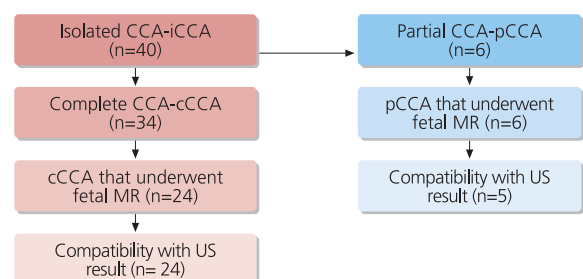 Isolated CCA-iCCA
(n=40)
Partial CCA-pCCA
(n=6)
Complete CCA-cCCA
(n=34)
pCCA that underwent
fetal MR (n=6)
cCCA that underwent
fetal MR (n=24)
Compatibility with US
result (n=5)
Compatibility with US
result (n= 24)